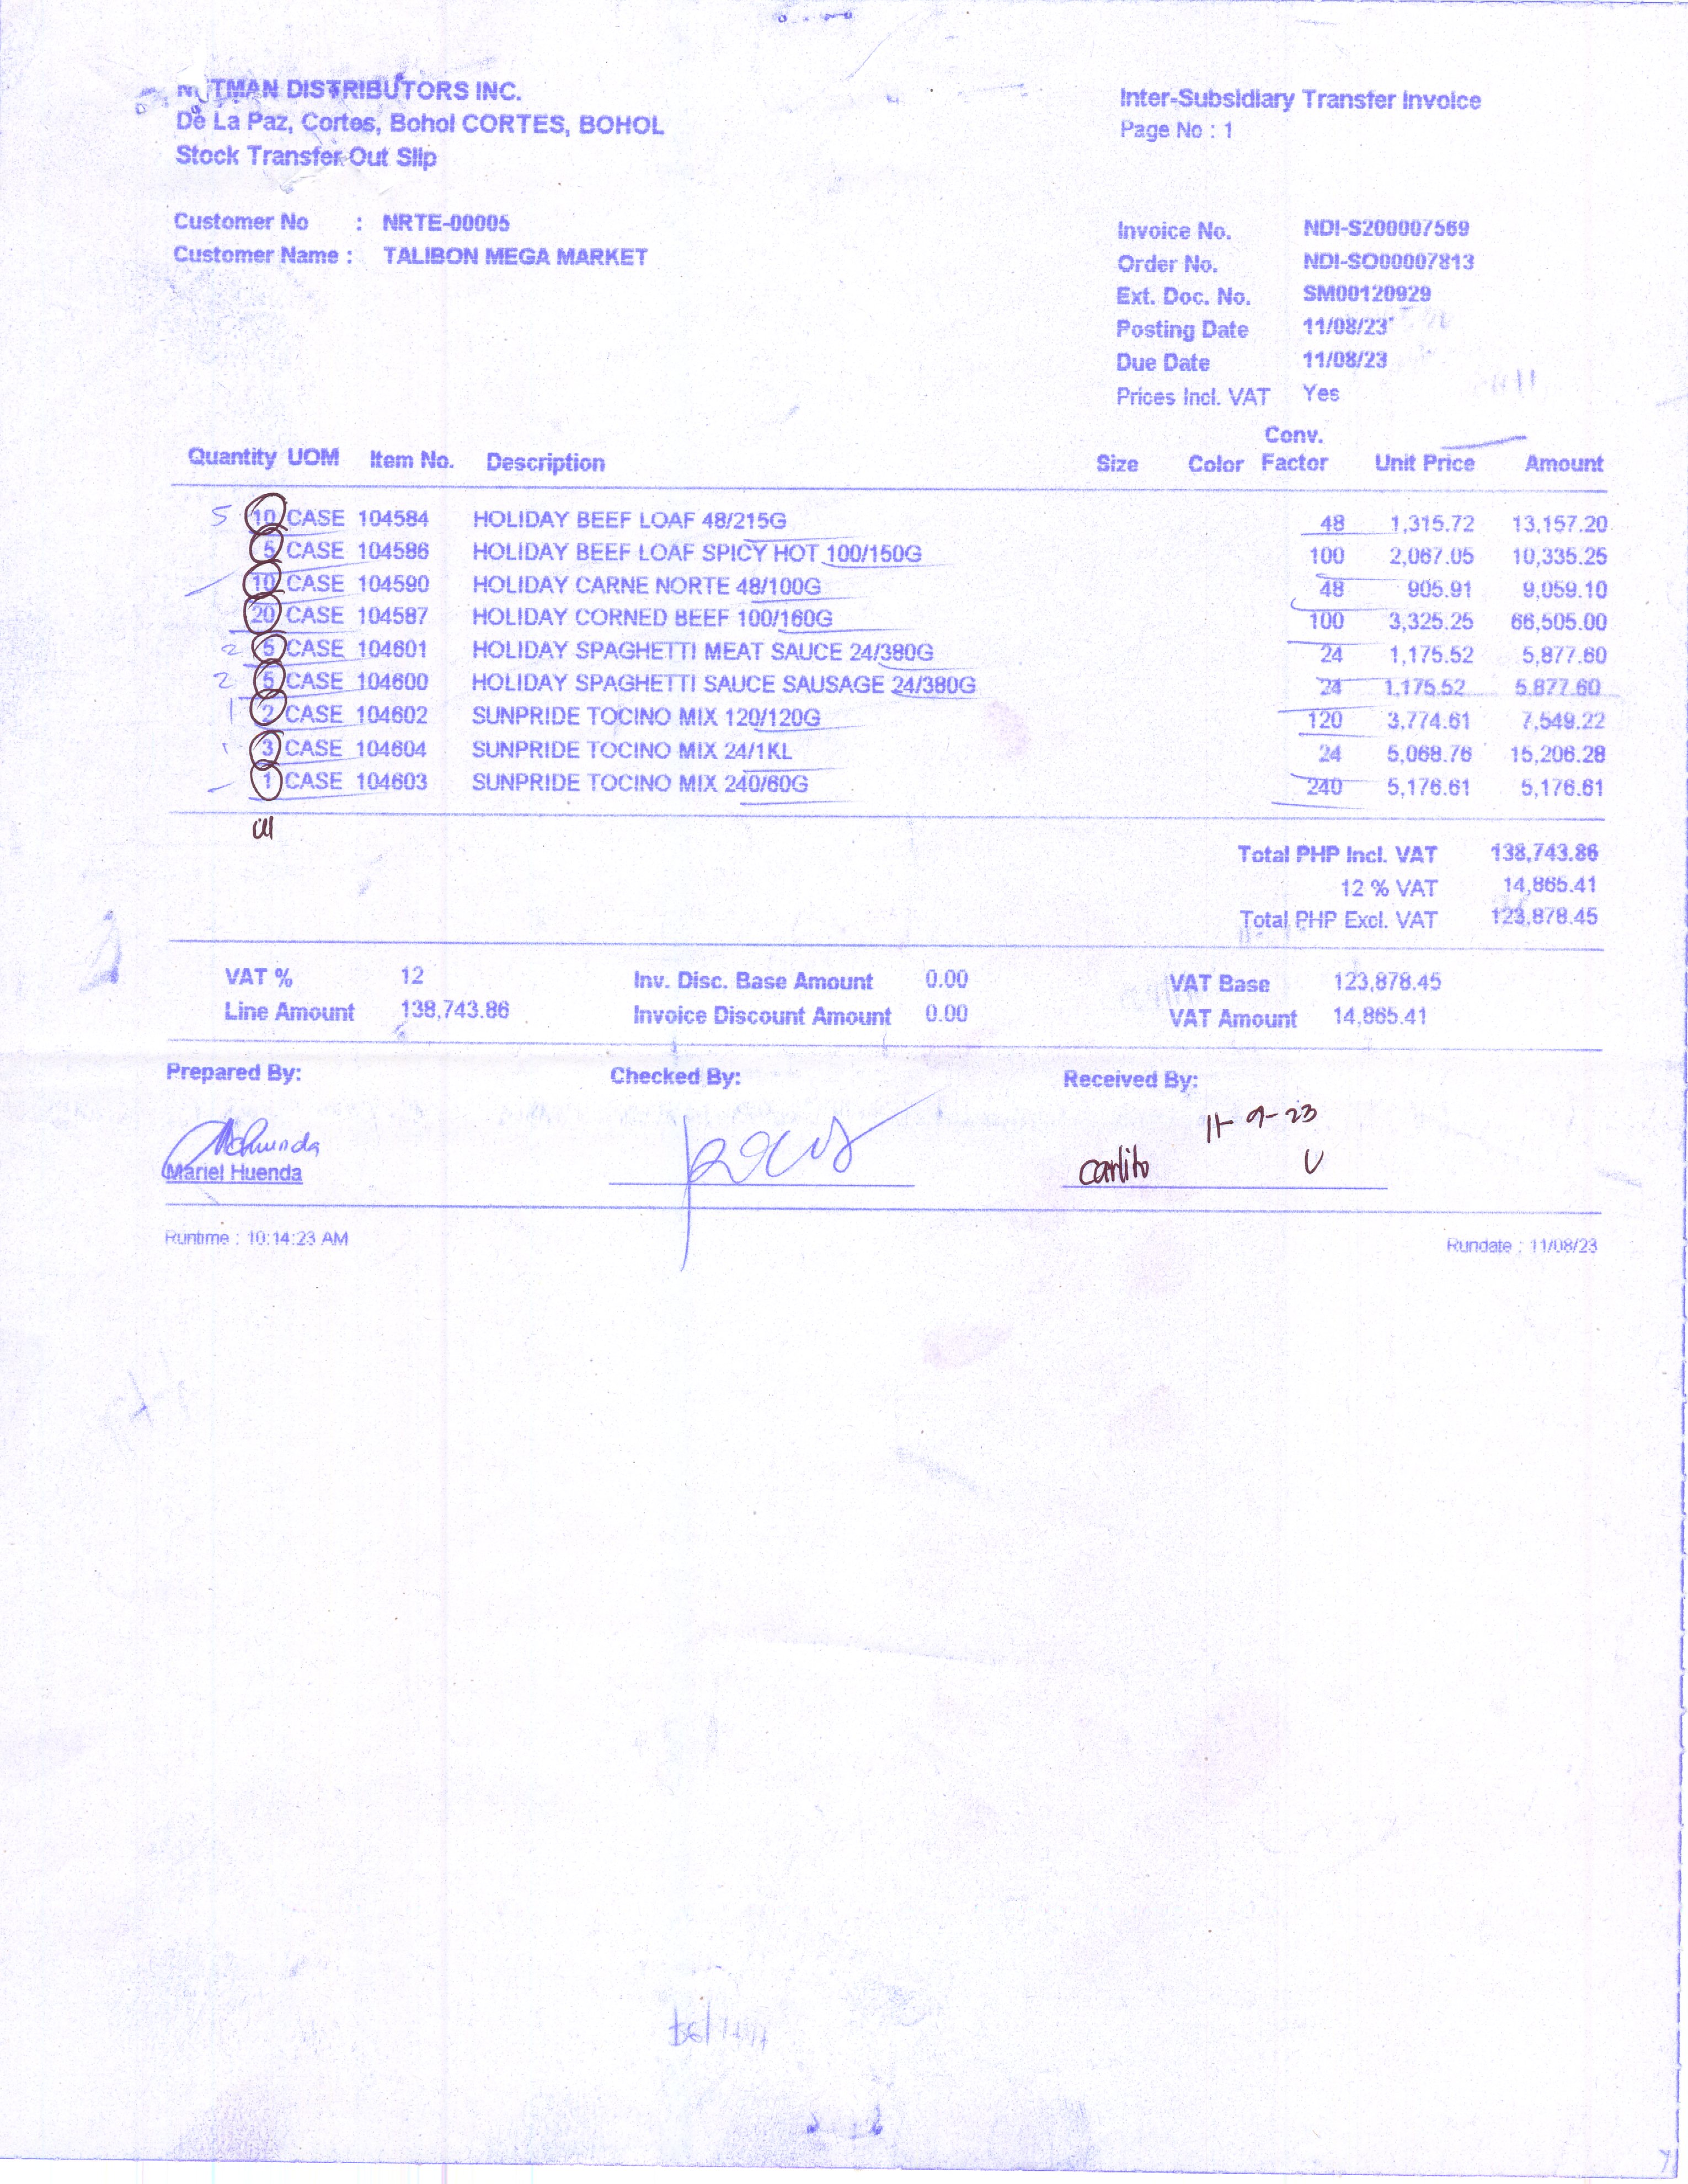 TMAN DISTRIBUTORS INC.
De La Paz, Cortes, Bohol CORTES, BOHOL
Stock Transfer Out Slip
Inter-Subsidiary Transfer Invoice
Page No : 1
Customer No : NRTE-00005
Customer Name : TALIBON MEGA MARKET
Invoice No. NDI-S200007569
Order No. NDI-SO00007813
Ext. Doc. No. SM00120929
Posting Date 11/08/23
Due Date 11/08/23
Prices Incl. VAT Yes
Quantity UOM Item No. Description Size Color Conv. Factor Unit Price Amount
5 10 CASE 104584 HOLIDAY BEEF LOAF 48/215G 48 1,315.72 13,157.20
5 CASE 104586 HOLIDAY BEEF LOAF SPICY HOT 100/150G 100 2,067.05 10,335.25
10 CASE 104590 HOLIDAY CARNE NORTE 48/100G 48 905.91 9,059.10
20 CASE 104587 HOLIDAY CORNED BEEF 100/160G 100 3,325.25 66,505.00
2 5 CASE 104601 HOLIDAY SPAGHETTI MEAT SAUCE 24/380G 24 1,175.52 5,877.60
2 5 CASE 104600 HOLIDAY SPAGHETTI SAUCE SAUSAGE 24/380G 24 1,175.52 5,877.60
1 2 CASE 104602 SUNPRIDE TOCINO MIX 120/120G 120 3,774.61 7,549.22
1 3 CASE 104604 SUNPRIDE TOCINO MIX 24/1KL 24 5,068.76 15,206.28
1 CASE 104603 SUNPRIDE TOCINO MIX 240/60G 240 5,176.61 5,176.61
Total PHP Incl. VAT 138,743.86
12 % VAT 14,865.41
Total PHP Excl. VAT 123,878.45
VAT % 12 Inv. Disc. Base Amount 0.00 VAT Base 123,878.45
Line Amount 138,743.86 Invoice Discount Amount 0.00 VAT Amount 14,865.41
Prepared By: Checked By: Received By:
11-9-23
Mariel Huenda
carlito
Runtime : 10:14:23 AM
Rundate : 11/08/23